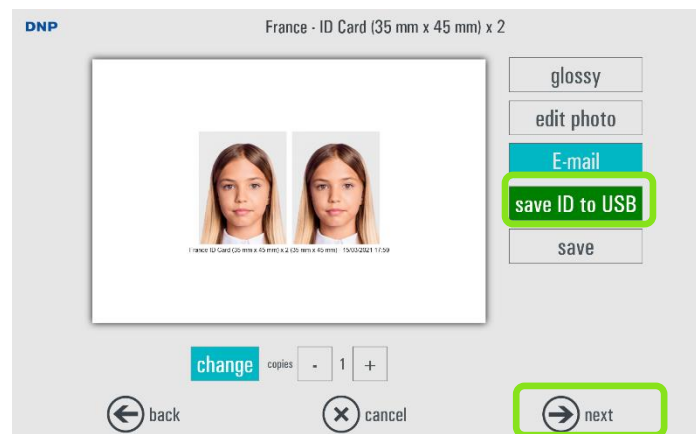 DNP
France - ID Card (35 mm x 45 mm) x 2
glossy
edit photo
E-mail
save ID to USB
save
France ID Card (35 mm x 45 mm) x 2 (35 mm x 45 mm) 15/03/2021 17:59
change copies - 1 +
back cancel next